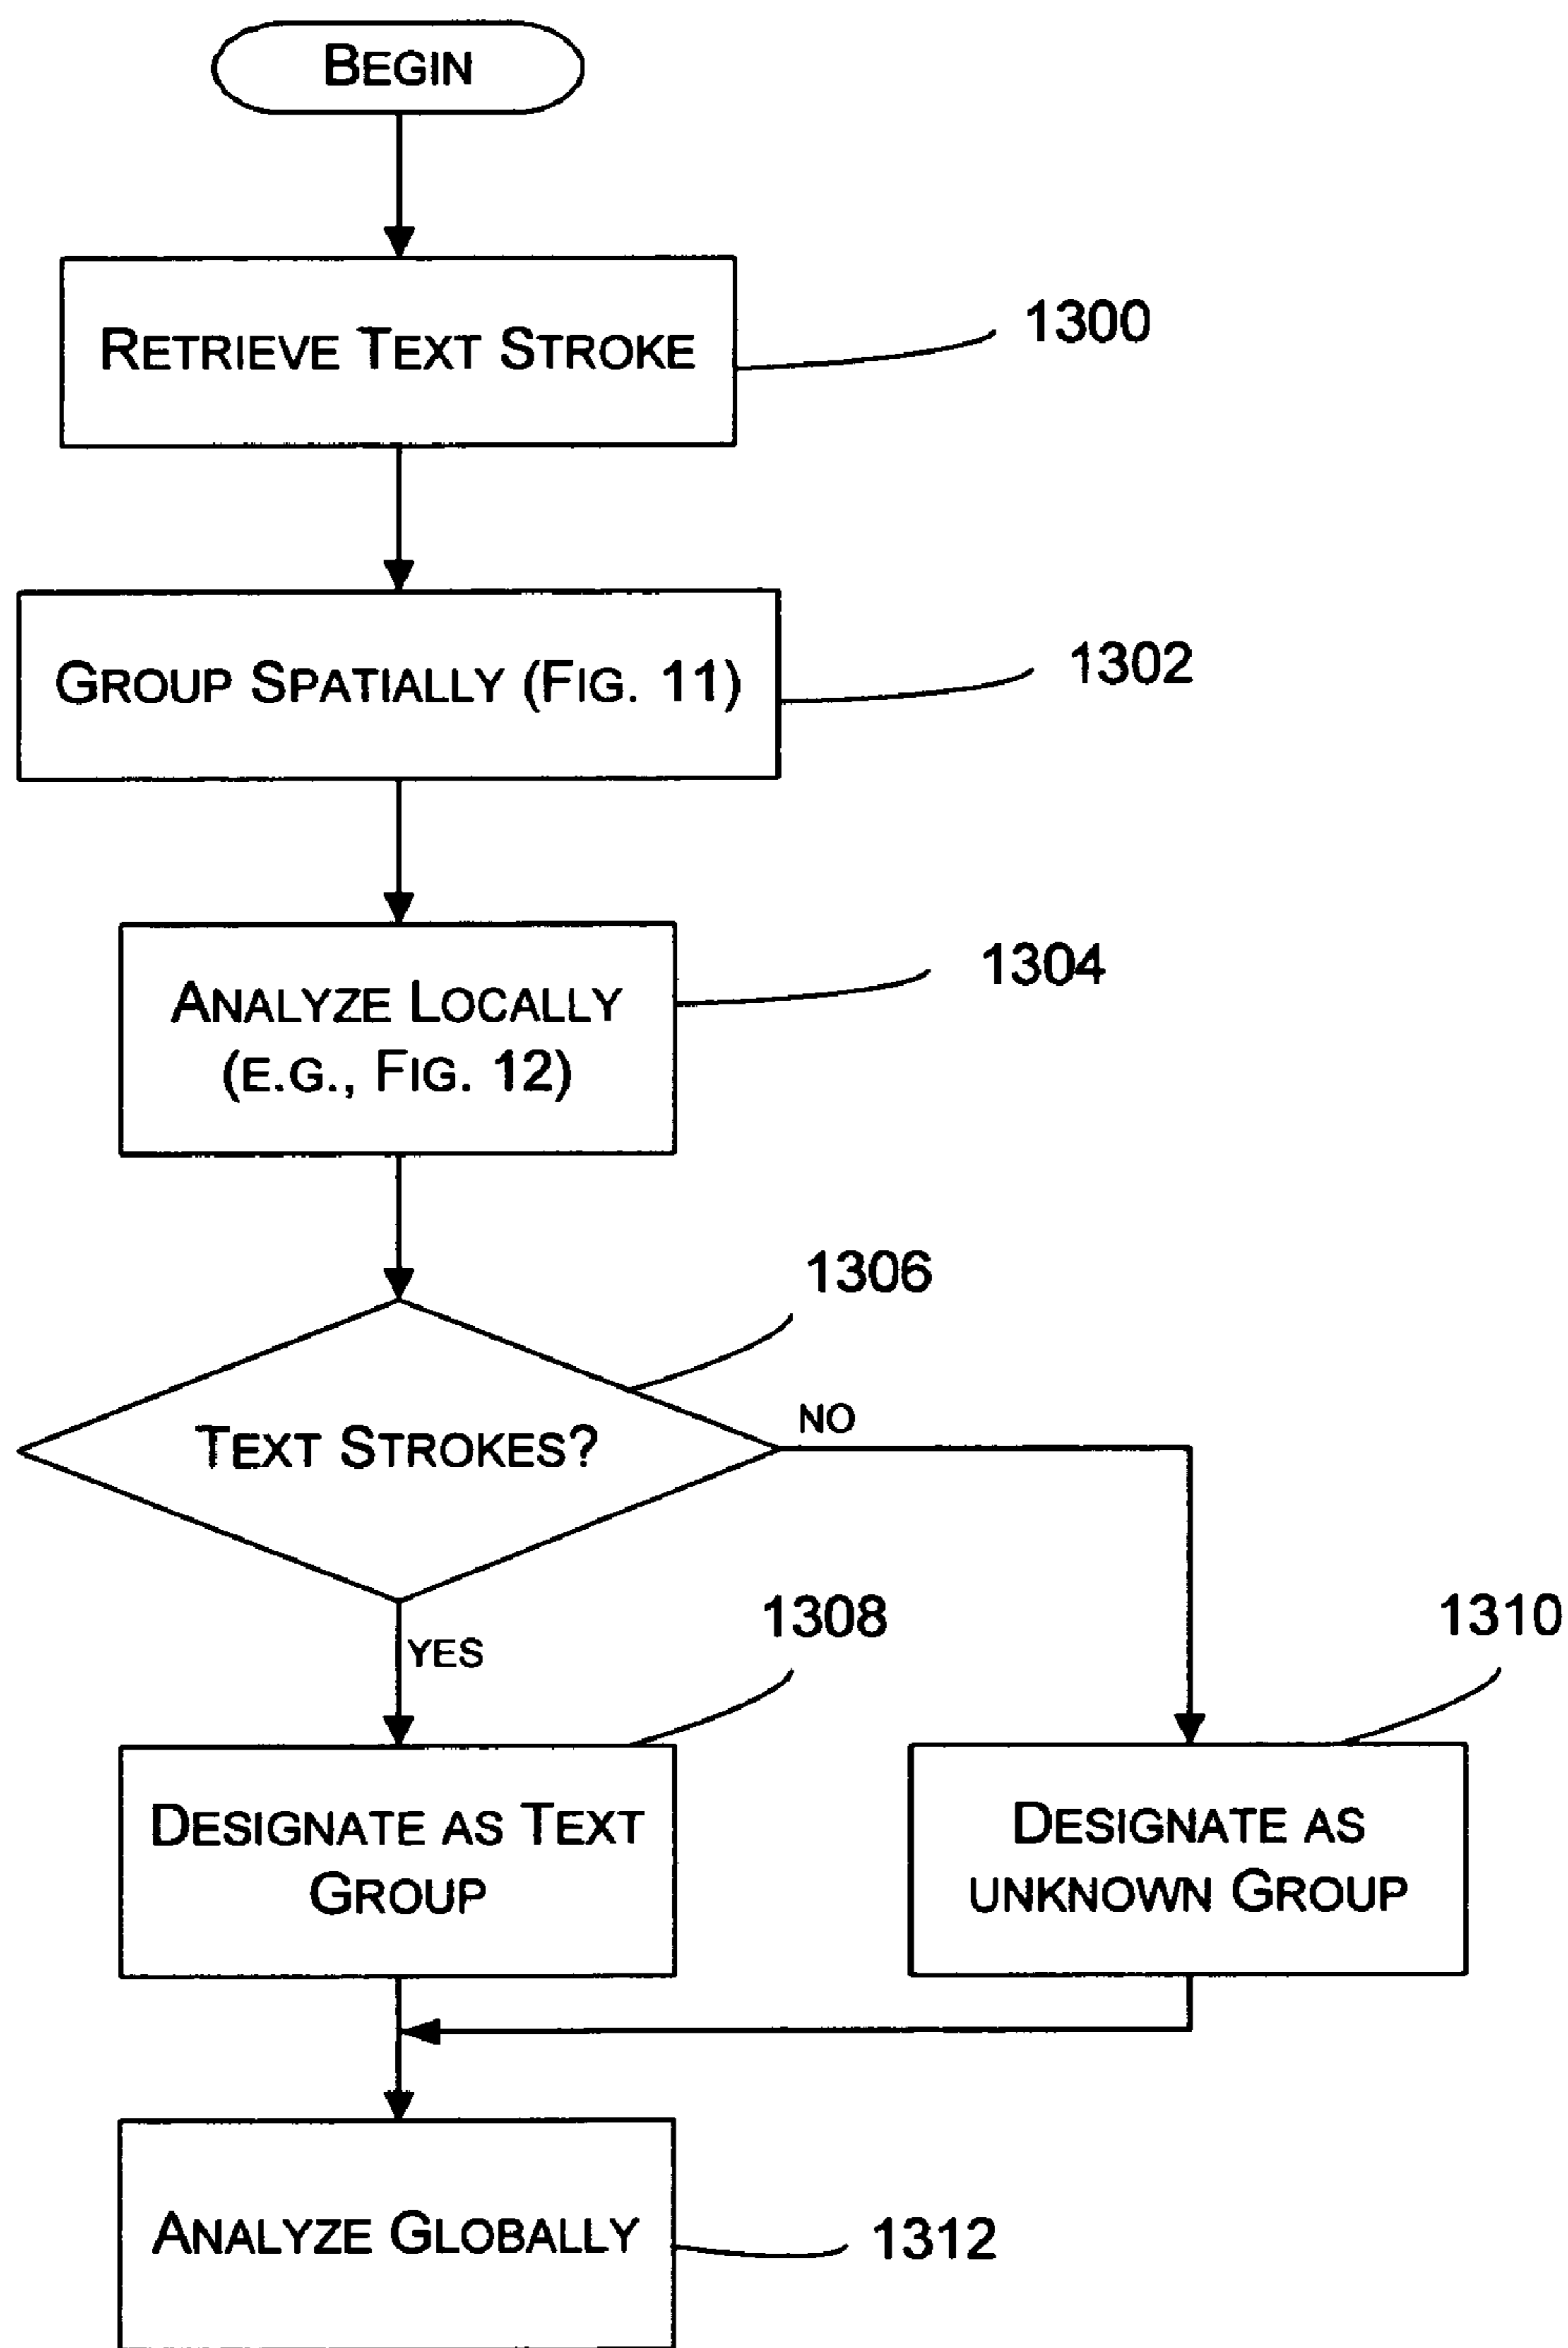 BEGIN
RETRIEVE TEXT STROKE
1300
GROUP SPATIALLY (FIG. 11)
1302
ANALYZE LOCALLY
(E.G., FIG. 12)
1304
1306
TEXT STROKES?
NO
YES
1308
1310
DESIGNATE AS TEXT
GROUP
DESIGNATE AS
UNKNOWN GROUP
ANALYZE GLOBALLY
1312